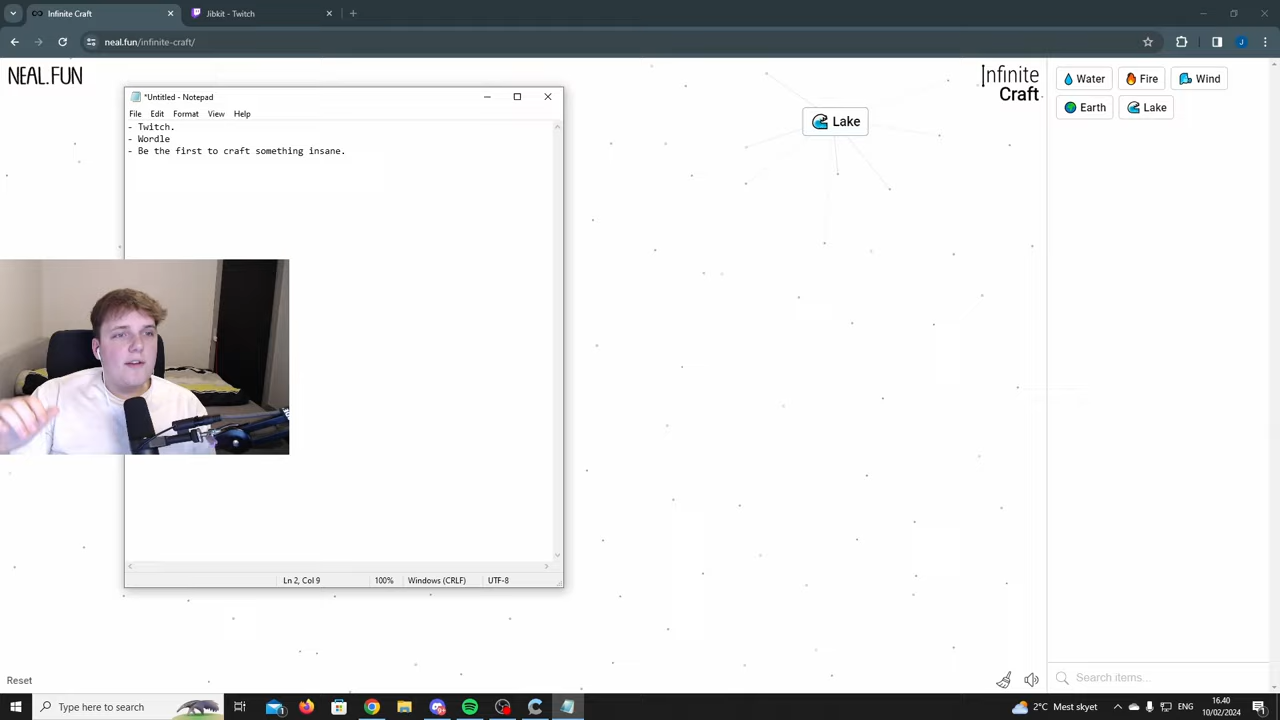 Infinite Craft
Jibkit - Twitch
neal.fun/infinite-craft/
J
NEAL.FUN
*Untitled - Notepad
File Edit Format View Help
- Twitch.
- Wordle
- Be the first to craft something insane.
Ln 2, Col 9
100%
Windows (CRLF)
UTF-8
Lake
Infinite
Craft
Water
Fire
Wind
Earth
Lake
Reset
Search items...
Type here to search
2°C Mest skyet
ENG
16.40
10/02/2024